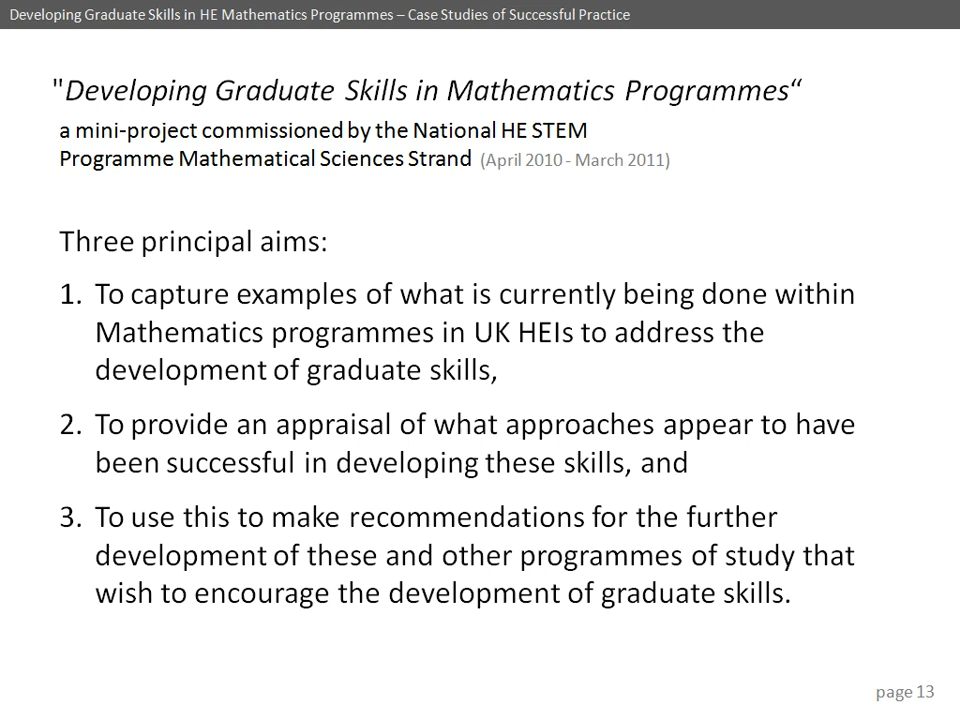 Developing Graduate Skills in HE Mathematics Programmes – Case Studies of Successful Practice
"Developing Graduate Skills in Mathematics Programmes“
a mini-project commissioned by the National HE STEM
Programme Mathematical Sciences Strand (April 2010 - March 2011)
Three principal aims:
1. To capture examples of what is currently being done within
Mathematics programmes in UK HEIs to address the
development of graduate skills,
2. To provide an appraisal of what approaches appear to have
been successful in developing these skills, and
3. To use this to make recommendations for the further
development of these and other programmes of study that
wish to encourage the development of graduate skills.
page 13